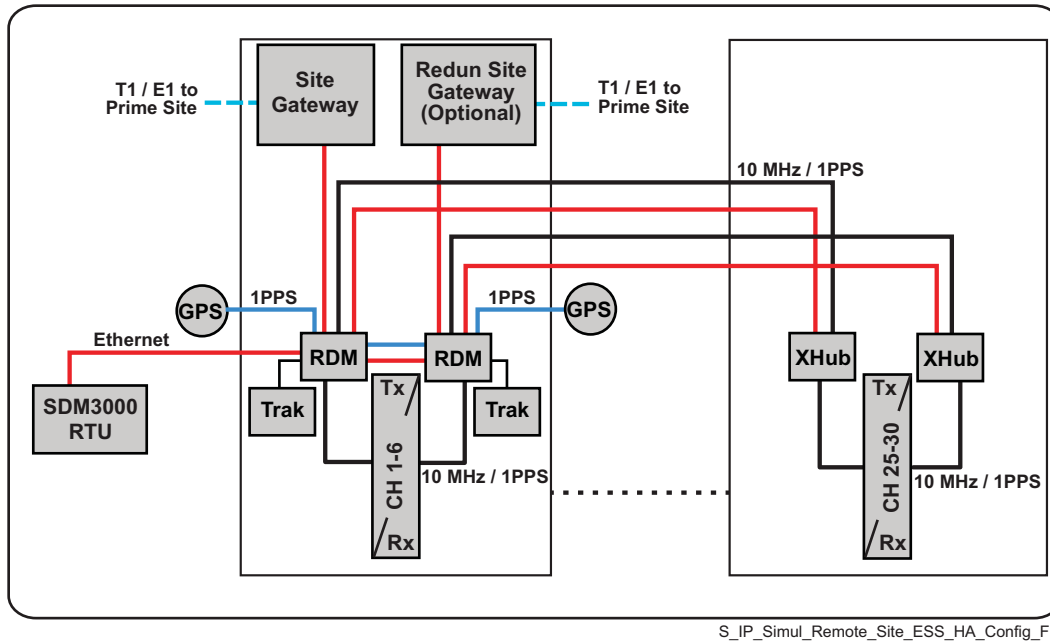 Site
Gateway
Redun Site
Gateway
(Optional)
T1 / E1 to
Prime Site
T1 / E1 to
Prime Site
10 MHz / 1PPS
GPS
1PPS
1PPS
GPS
Ethernet
RDM
RDM
XHub
XHub
SDM3000
RTU
Trak
Tx
CH 1-6
Rx
Trak
10 MHz / 1PPS
Tx
CH 25-30
Rx
10 MHz / 1PPS
S_IP_Simul_Remote_Site_ESS_HA_Config_F